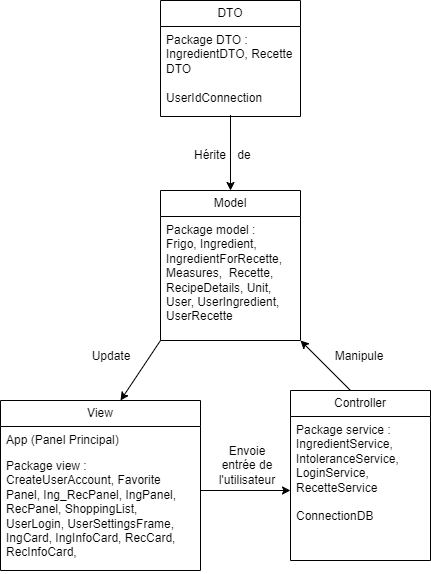 DTO
Package DTO :
IngredientDTO, Recette
DTO
UserIdConnection
Hérite de
Model
Package model :
Frigo, Ingredient,
IngredientForRecette,
Measures, Recette,
RecipeDetails, Unit,
User, UserIngredient,
UserRecette
Update
Manipule
View
App (Panel Principal)
Package view :
CreateUserAccount, Favorite
Panel, Ing_RecPanel, IngPanel,
RecPanel, ShoppingList,
UserLogin, UserSettingsFrame,
IngCard, IngInfoCard, RecCard,
RecInfoCard,
Envoie
entrée de
l'utilisateur
Controller
Package service :
IngredientService,
IntoleranceService,
LoginService,
RecetteService
ConnectionDB